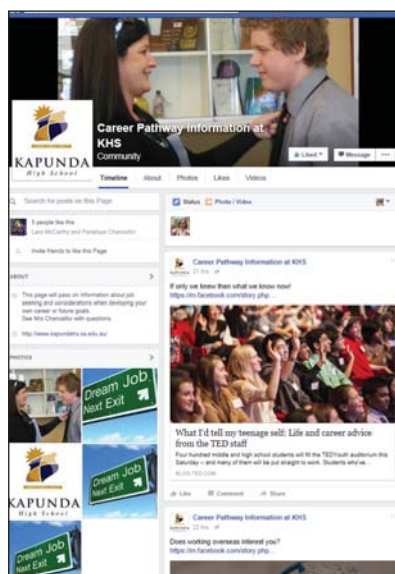 KAPUNDA
High School
Career Pathway Information at
KHS
Community
Liked
Message
Timeline
About
Photos
Likes
Videos
Search for posts on this Page
5 people like this
Lara McCarthy and Penelope Chancellor
Invite friends to like this Page
ABOUT
This page will pass on information about job
seeking and considerations when developing your
own career or future goals.
See Mrs Chancellor with questions
http://www.kapundahs.sa.edu.au/
PHOTOS
Dream Job
Next Exit
KAPUNDA
High School
Dream Job
Next Exit
Dream Job
Next Exit
Status
Photo / Video
Career Pathway Information at KHS
21 hrs
If only we knew then what we know now!
https://m.facebook.com/story.php...
What I'd tell my teenage self: Life and career advice
from the TED staff
Four hundred middle and high school students will fill the TEDYouth auditorium this
Saturday – and many of them will be put straight to work. Students who've...
BLOG.TED.COM
Like
Comment
Share
Career Pathway Information at KHS
21 hrs
Does working overseas interest you?
https://m.facebook.com/story.php...